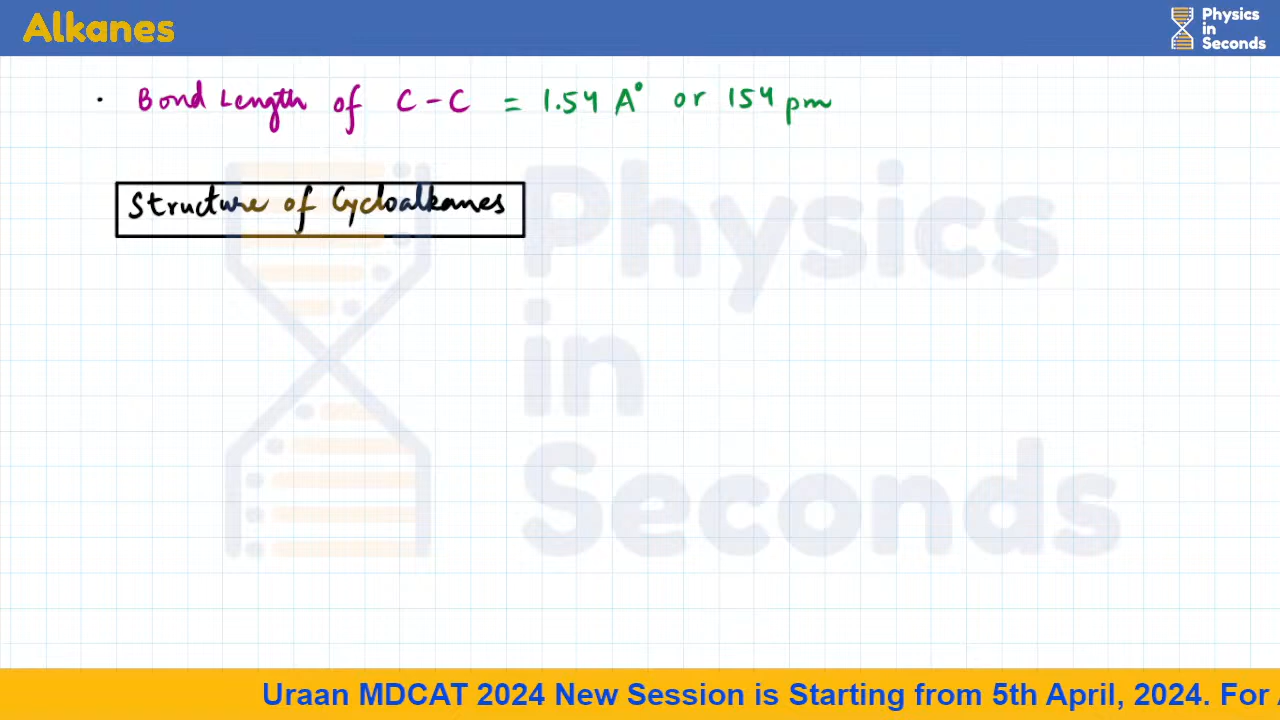 Alkanes
Physics
in
Seconds
· Bond Length of C-C = 1.54 A° or 154 pm
Structure of Cycloalkanes
Physics
in
Seconds
Uraan MDCAT 2024 New Session is Starting from 5th April, 2024. For